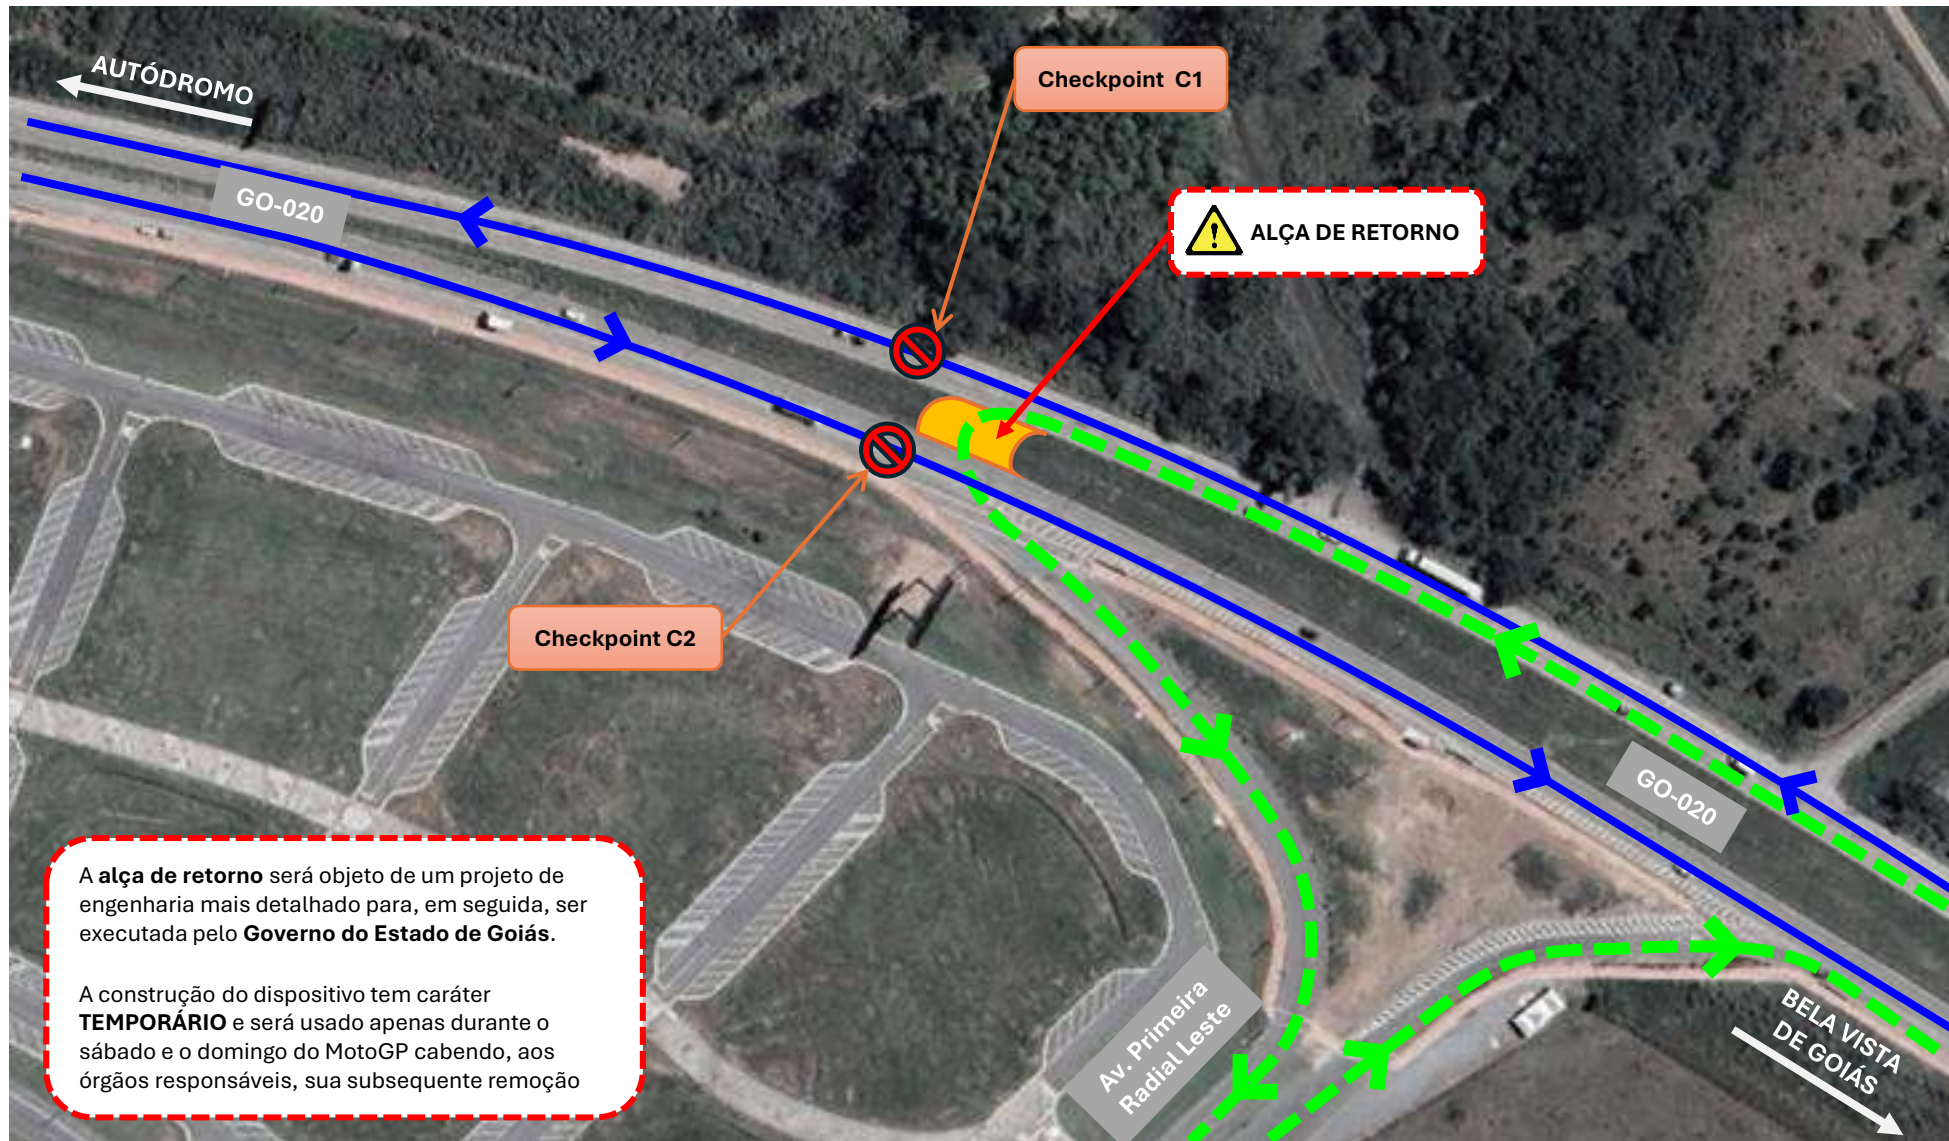 AUTÓDROMO
Checkpoint  C1
GO-020
ALÇA DE RETORNO
Checkpoint C2
GO-020
A alça de retorno será objeto de um projeto de
engenharia mais detalhado para, em seguida, ser
executada pelo Governo do Estado de Goiás.
A construção do dispositivo tem caráter
TEMPORÁRIO e será usado apenas durante o
sábado e o domingo do MotoGP cabendo, aos
órgãos responsáveis, sua subsequente remoção
Av. Primeira
Radial Leste
BELA VISTA
DE GOIÁS